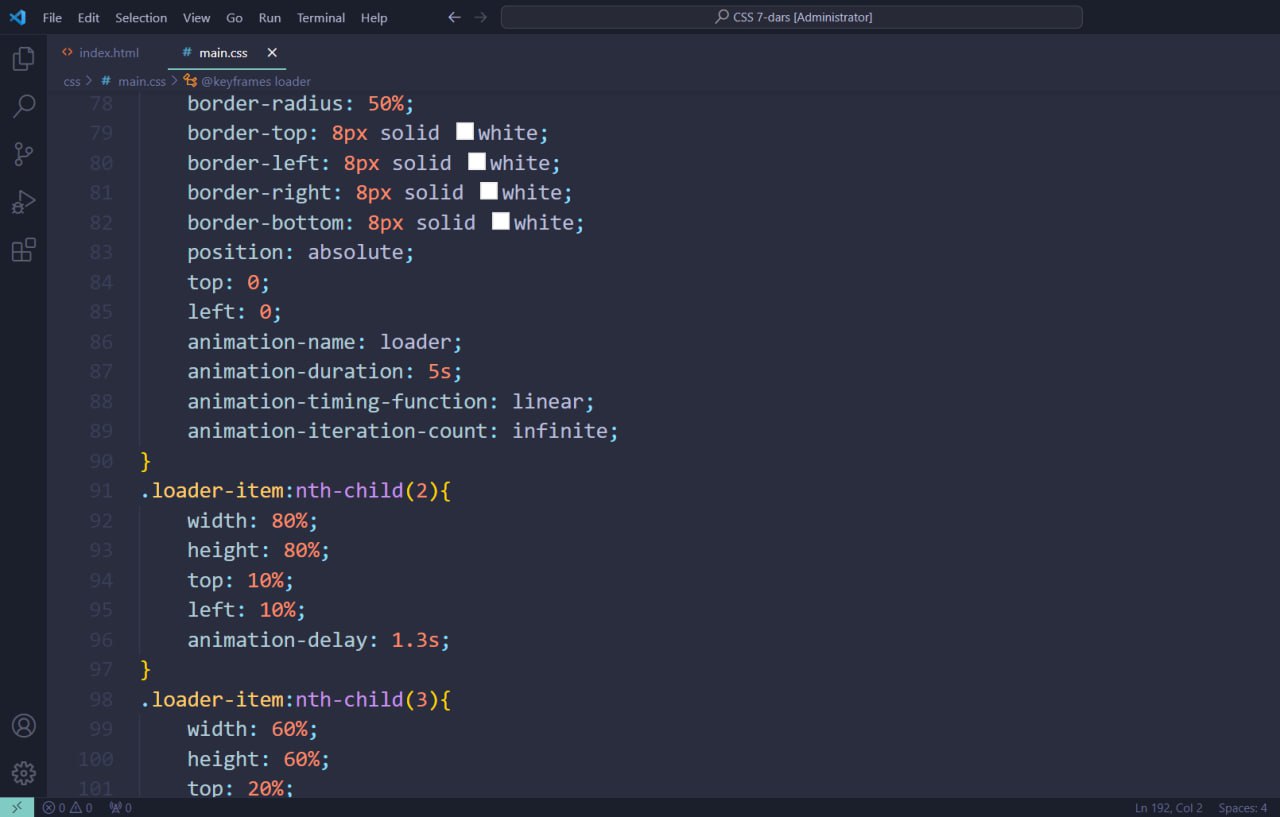 File Edit Selection View Go Run Terminal Help CSS 7-dars [Administrator]
index.html # main.css
css > # main.css > @keyframes loader
78 border-radius: 50%;
79 border-top: 8px solid white;
80 border-left: 8px solid white;
81 border-right: 8px solid white;
82 border-bottom: 8px solid white;
83 position: absolute;
84 top: 0;
85 left: 0;
86 animation-name: loader;
87 animation-duration: 5s;
88 animation-timing-function: linear;
89 animation-iteration-count: infinite;
90 }
91 .loader-item:nth-child(2){
92 width: 80%;
93 height: 80%;
94 top: 10%;
95 left: 10%;
96 animation-delay: 1.3s;
97 }
98 .loader-item:nth-child(3){
99 width: 60%;
100 height: 60%;
101 top: 20%;
0 0 0 Ln 192, Col 2 Spaces: 4